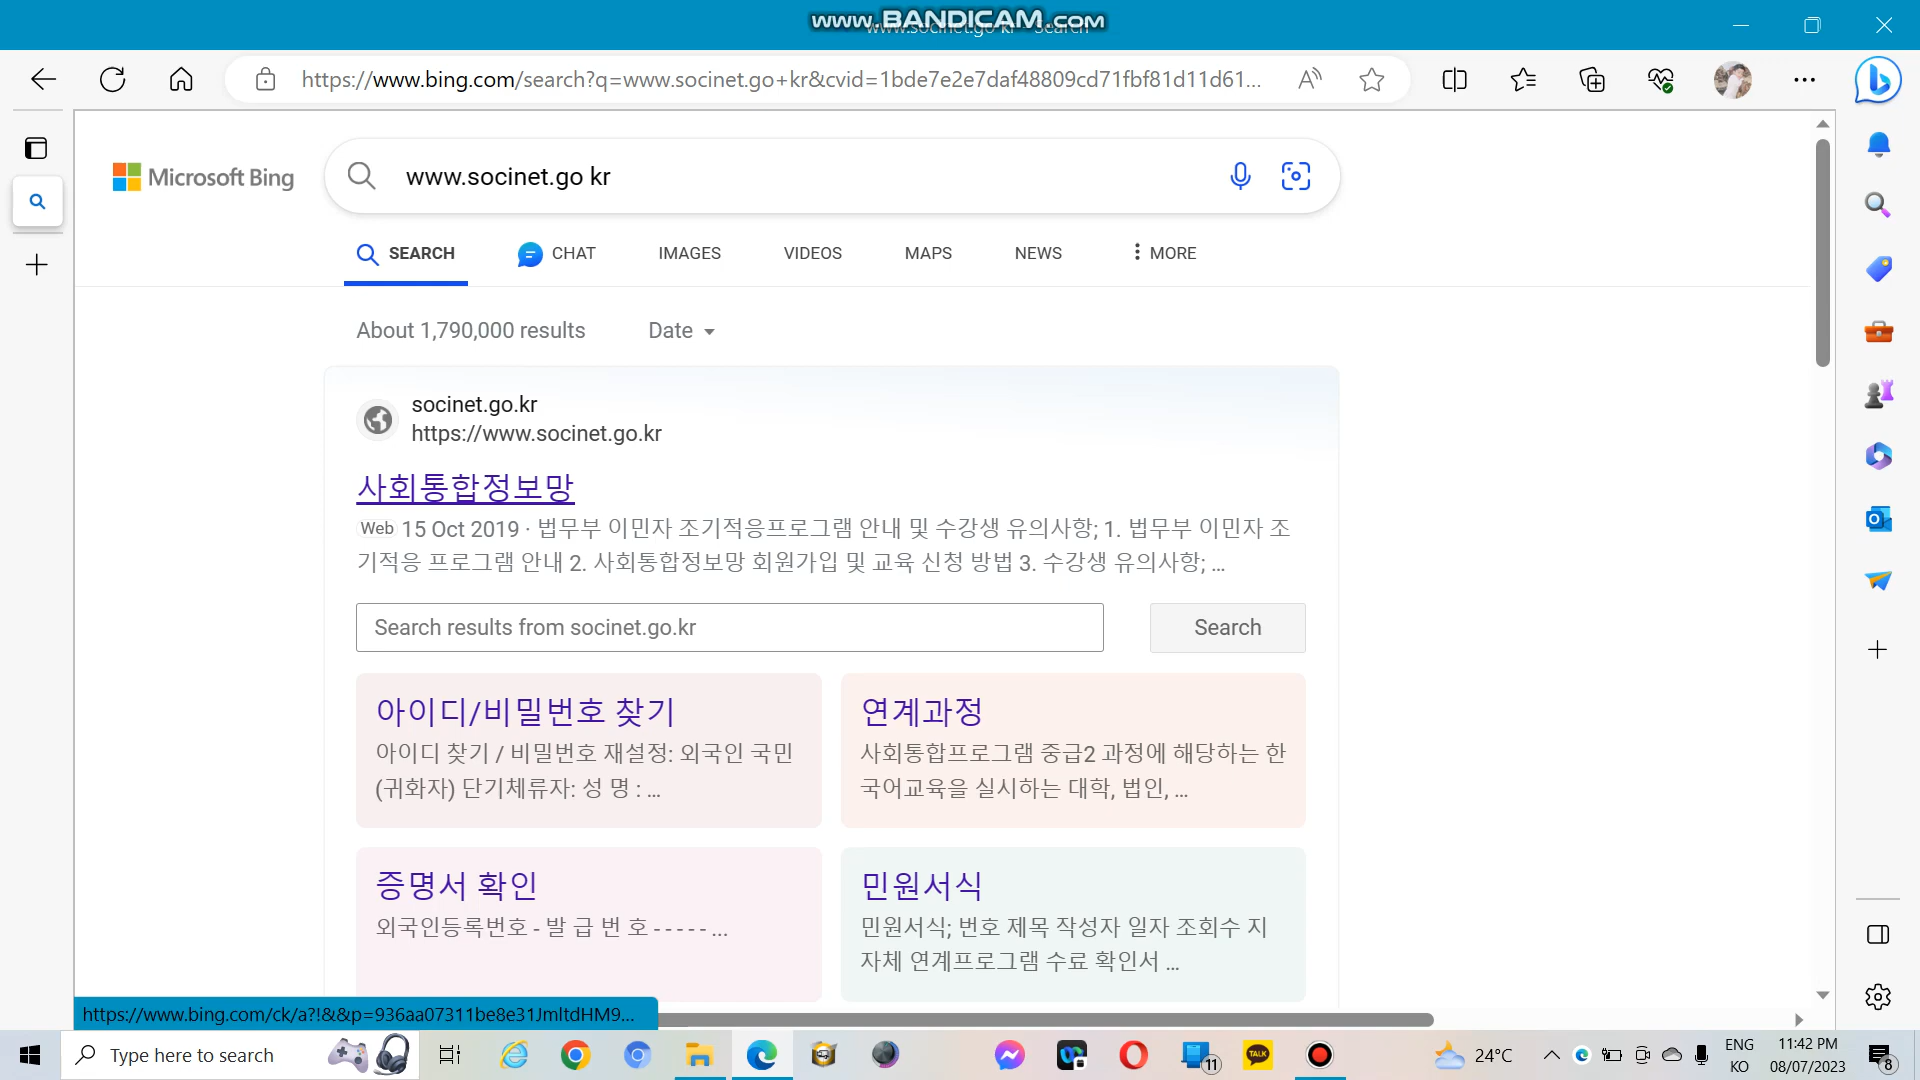 www.BANDICAM.com
www.socinet.go kr - Search
https://www.bing.com/search?q=www.socinet.go+kr&cvid=1bde7e2e7daf48809cd71fbf81d11d61...
Microsoft Bing
www.socinet.go kr
SEARCH
CHAT
IMAGES
VIDEOS
MAPS
NEWS
MORE
About 1,790,000 results
Date
socinet.go.kr
https://www.socinet.go.kr
사회통합정보망
Web 15 Oct 2019 · 법무부 이민자 조기적응프로그램 안내 및 수강생 유의사항; 1. 법무부 이민자 조
기적응 프로그램 안내 2. 사회통합정보망 회원가입 및 교육 신청 방법 3. 수강생 유의사항; ...
Search results from socinet.go.kr
Search
아이디/비밀번호 찾기
아이디 찾기 / 비밀번호 재설정: 외국인 국민
(귀화자) 단기체류자: 성 명 : ...
연계과정
사회통합프로그램 중급2 과정에 해당하는 한
국어교육을 실시하는 대학, 법인, ...
증명서 확인
외국인등록번호 - 발 급 번 호 - - - - - ...
민원서식
민원서식; 번호 제목 작성자 일자 조회수 지
자체 연계프로그램 수료 확인서 ...
https://www.bing.com/ck/a?!&&p=936aa07311be8e31JmltdHM9...
Type here to search
11
TALK
24°C
ENG
KO
11:42 PM
08/07/2023
8